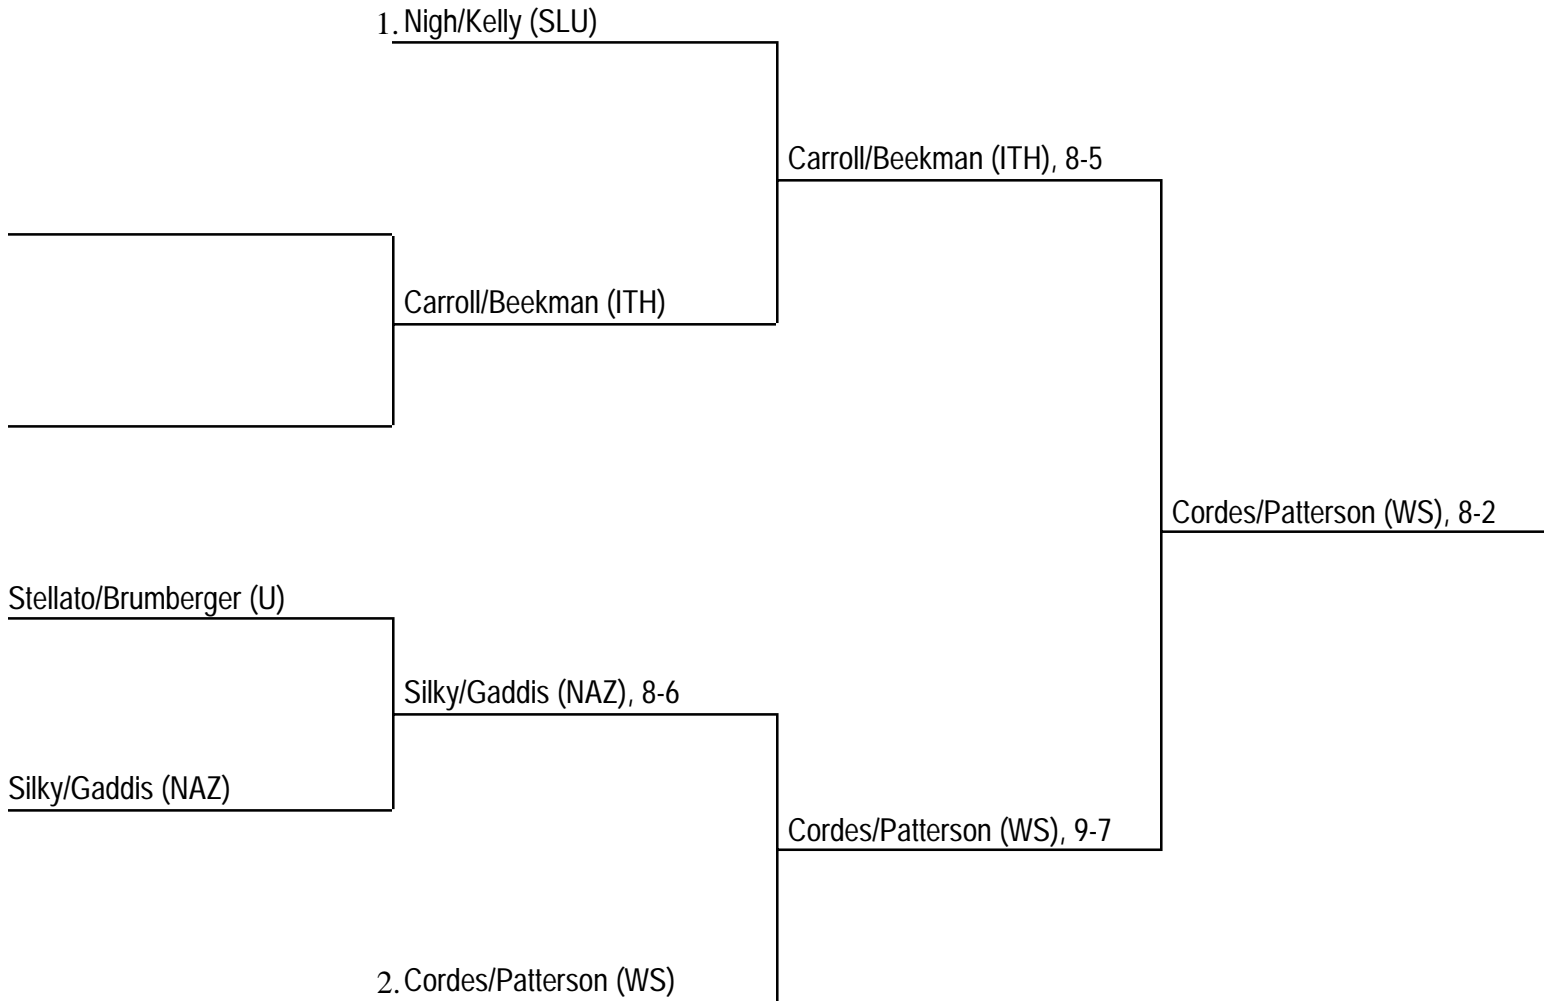 1. Nigh/Kelly (SLU)
Carroll/Beekman (ITH), 8-5
Carroll/Beekman (ITH)
Cordes/Patterson (WS), 8-2
Stellato/Brumberger (U)
Silky/Gaddis (NAZ), 8-6
Silky/Gaddis (NAZ)
Cordes/Patterson (WS), 9-7
2. Cordes/Patterson (WS)